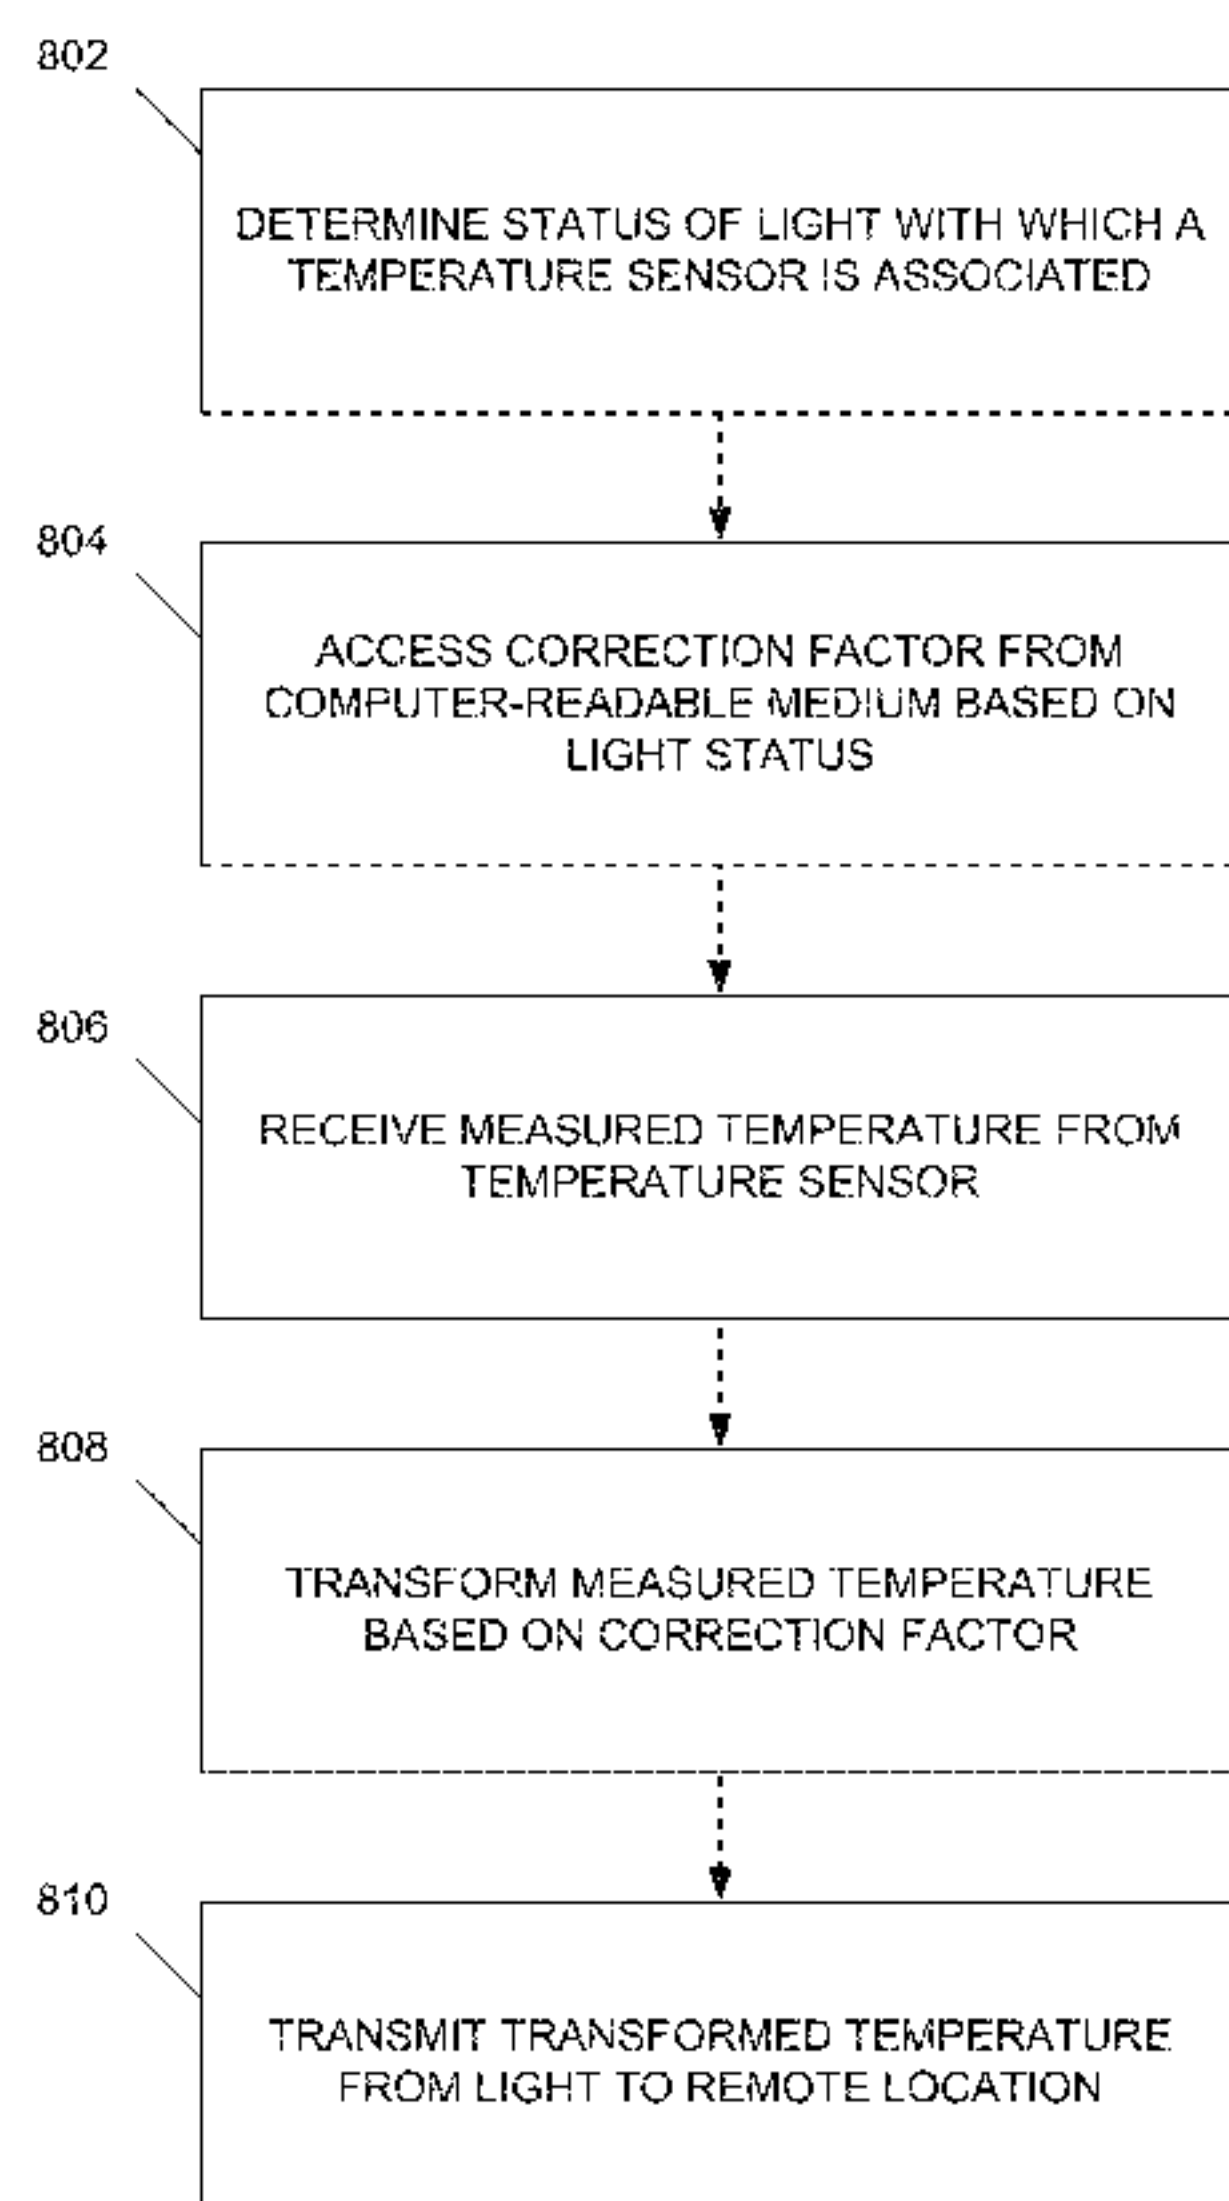 802
DETERMINE STATUS OF LIGHT WITH WHICH A
TEMPERATURE SENSOR IS ASSOCIATED
804
ACCESS CORRECTION FACTOR FROM
COMPUTER-READABLE MEDIUM BASED ON
LIGHT STATUS
806
RECEIVE MEASURED TEMPERATURE FROM
TEMPERATURE SENSOR
808
TRANSFORM MEASURED TEMPERATURE
BASED ON CORRECTION FACTOR
810
TRANSMIT TRANSFORMED TEMPERATURE
FROM LIGHT TO REMOTE LOCATION